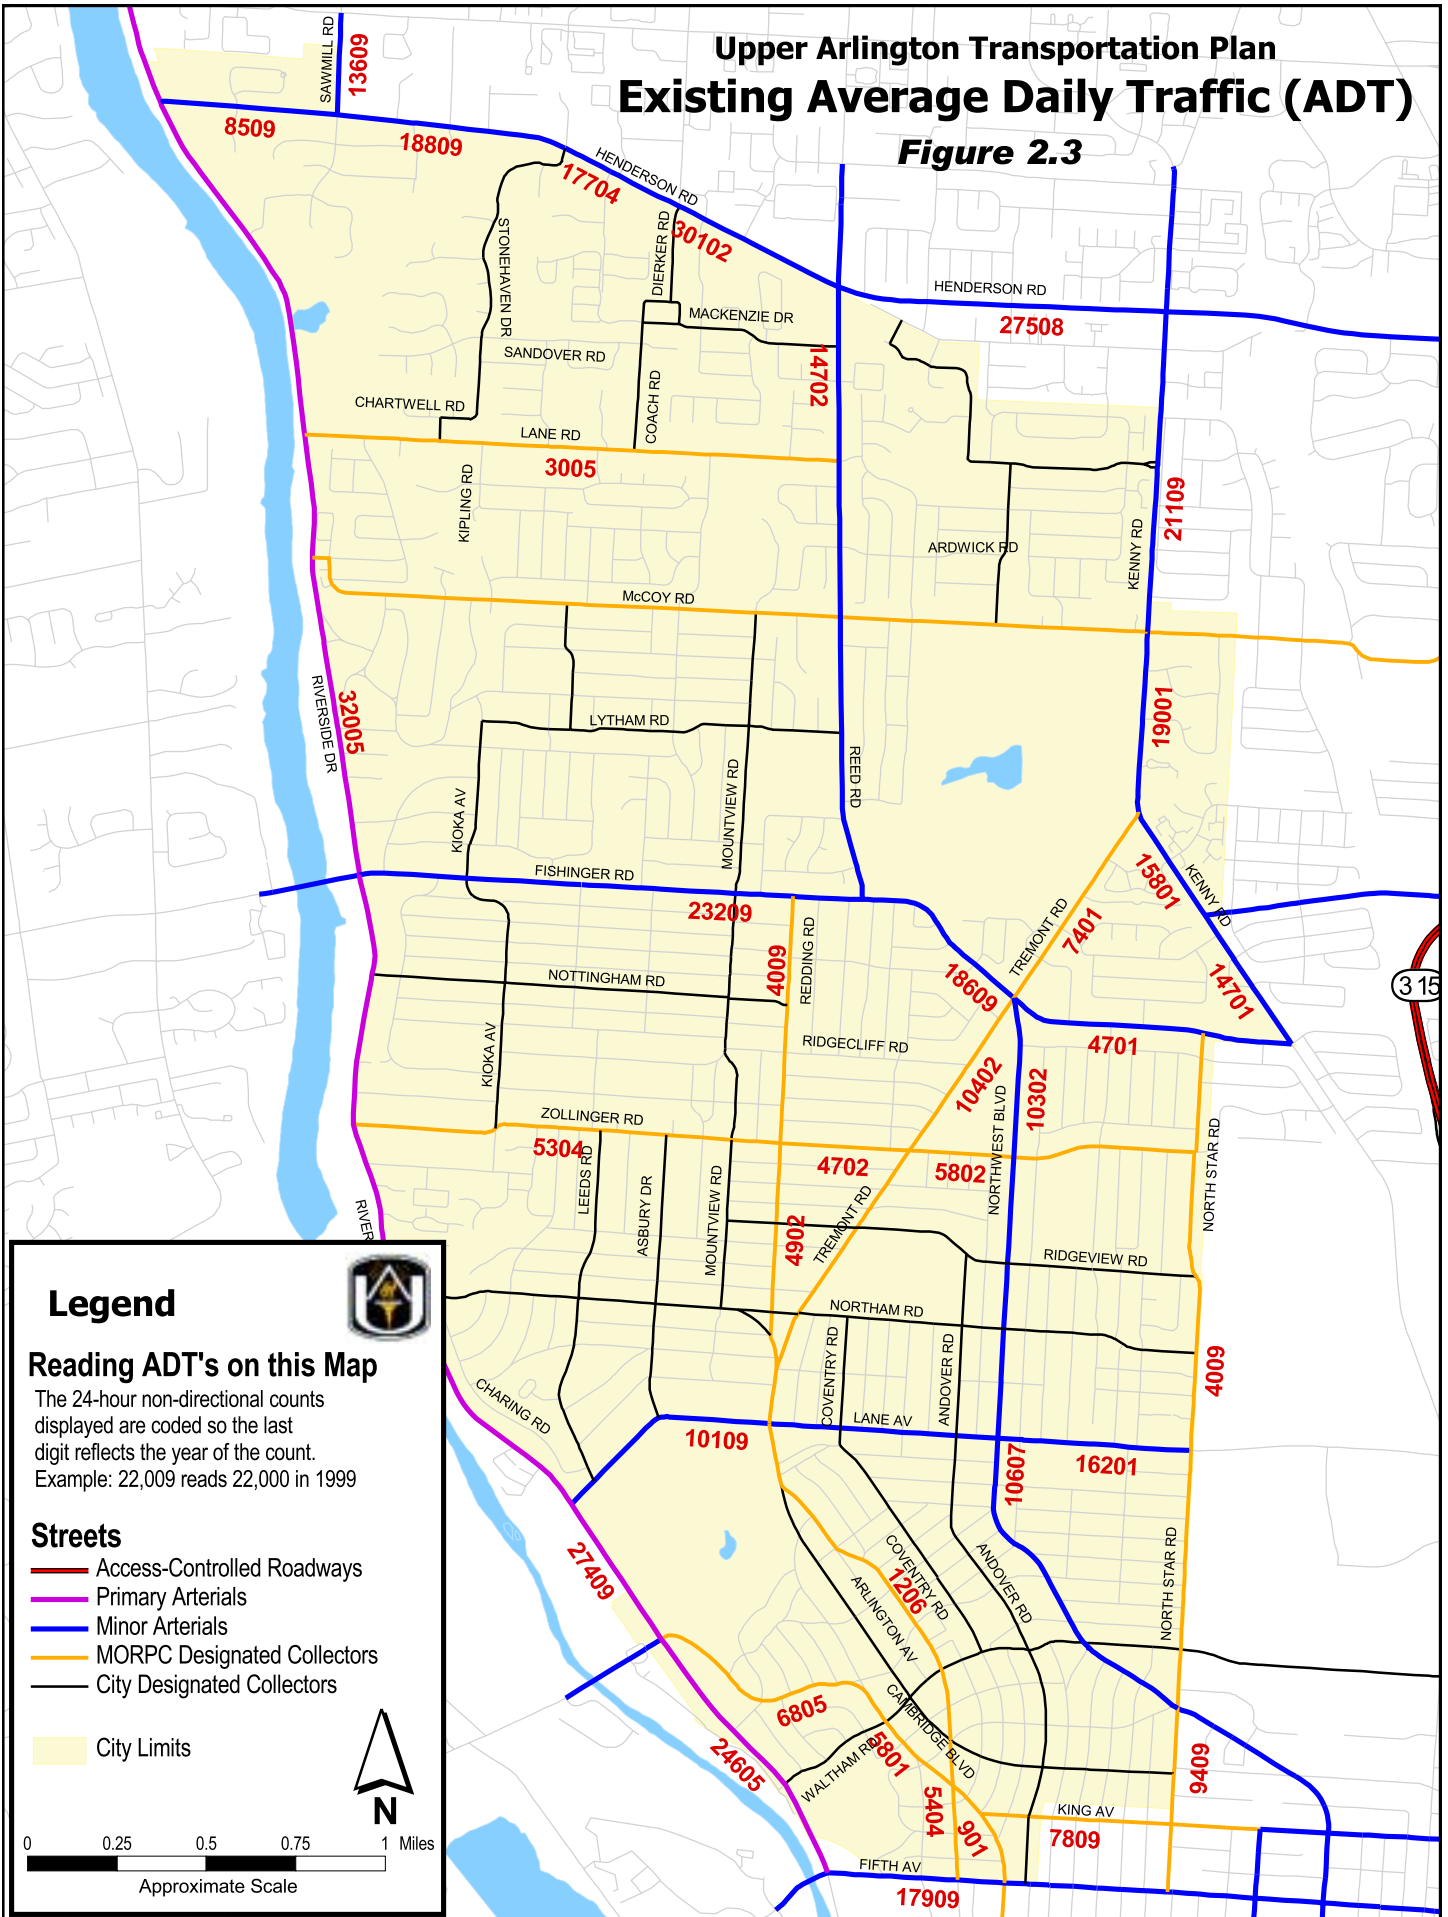 Upper Arlington Transportation Plan
Existing Average Daily Traffic (ADT)
Figure 2.3
SAWMILL RD
13609
8509
18809
17704
HENDERSON RD
30102
STONEHAVEN DR
DIERKER RD
MACKENZIE DR
HENDERSON RD
27508
SANDOVER RD
14702
COACH RD
CHARTWELL RD
LANE RD
3005
KIPLING RD
21109
ARDWICK RD
KENNY RD
McCOY RD
RIVERSIDE DR
32005
19001
LYTHAM RD
REED RD
MOUNTVIEW RD
KIOKA AV
FISHINGER RD
23209
15801
KENNY RD
TREMONT RD
7401
4009
REDDING RD
NOTTINGHAM RD
18609
14701
315
RIDGECLIFF RD
4701
KIOKA AV
10402
NORTHWEST BLVD
10302
ZOLLINGER RD
5304
4702
5802
LEEDS RD
ASBURY DR
MOUNTVIEW RD
NORTH STAR RD
4902
TREMONT RD
RIDGEVIEW RD
RIVER
NORTHAM RD
COVENTRY RD
ANDOVER RD
4009
CHARING RD
LANE AV
10109
10607
16201
27409
COVENTRY RD
1206
ANDOVER RD
ARLINGTON AV
NORTH STAR RD
CAMBRIDGE BLVD
6805
5801
WALTHAM RD
24605
9409
5404
901
KING AV
7809
FIFTH AV
17909
Legend
UA
Reading ADT's on this Map
The 24-hour non-directional counts
displayed are coded so the last
digit reflects the year of the count.
Example: 22,009 reads 22,000 in 1999
Streets
Access-Controlled Roadways
Primary Arterials
Minor Arterials
MORPC Designated Collectors
City Designated Collectors
City Limits
N
0 0.25 0.5 0.75 1 Miles
Approximate Scale